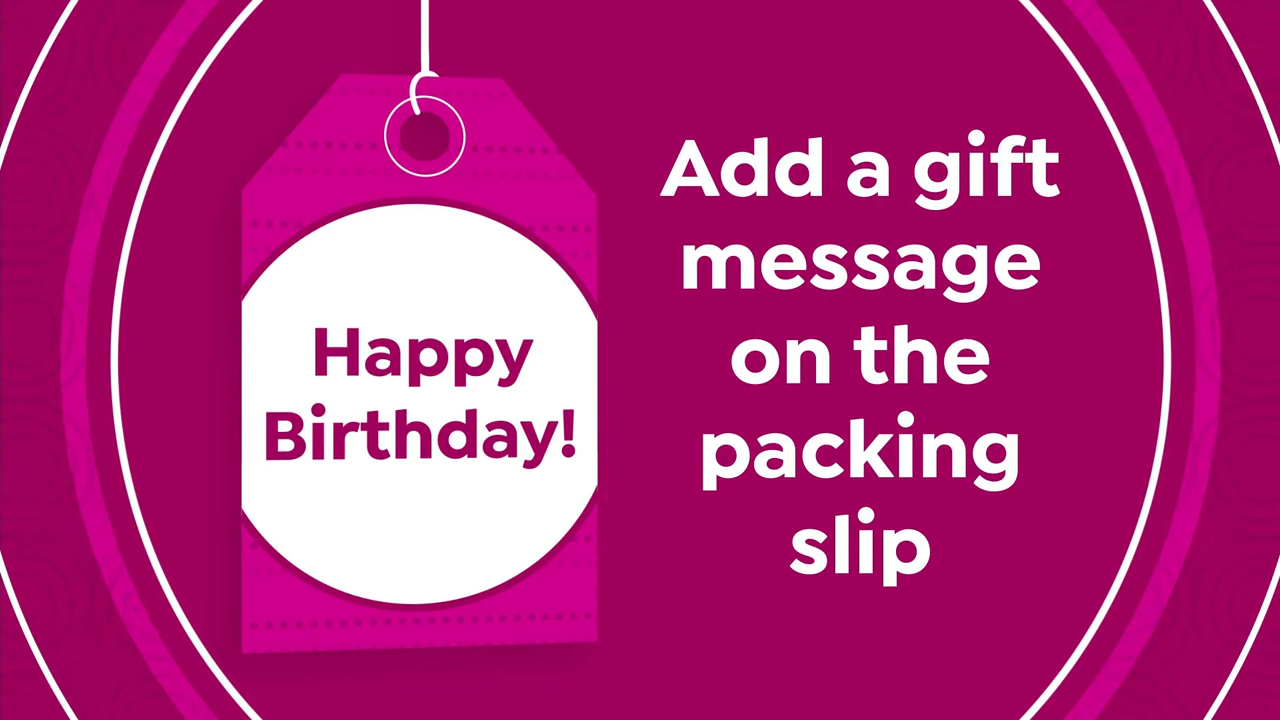 Happy
Birthday!
Add a gift
message
on the
packing
slip